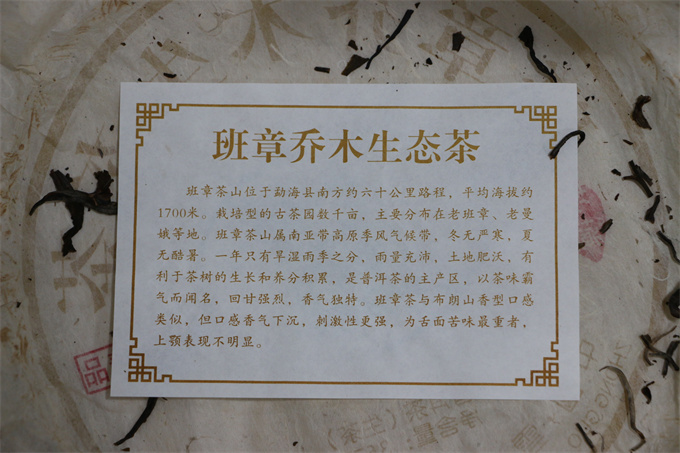 班章乔木生态茶
班章茶山位于勐海县南方约六十公里路程，平均海拔约
1700米。栽培型的古茶园数千亩，主要分布在老班章、老曼
娥等地。班章茶山属南亚带高原季风气候带，冬无严寒，夏
无酷暑。一年只有旱湿雨季之分，雨量充沛，土地肥沃，有
利于茶树的生长和养分积累，是普洱茶的主产区，以茶味霸
气而闻名，回甘强烈，香气独特。班章茶与布朗山香型口感
类似，但口感香气下沉，刺激性更强，为舌面苦味最重者，
上颚表现不明显。